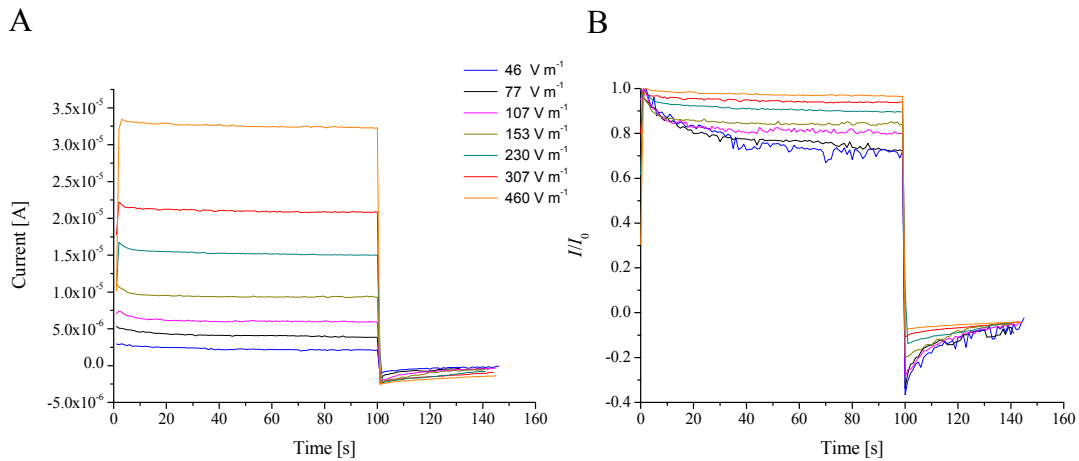 A
B
46 V m-1
77 V m-1
107 V m-1
153 V m-1
230 V m-1
307 V m-1
460 V m-1
Current [A]
3.5x10-5
3.0x10-5
2.5x10-5
2.0x10-5
1.5x10-5
1.0x10-5
5.0x10-6
0.0
-5.0x10-6
0 20 40 60 80 100 120 140 160
Time [s]
I/I0
1.0
0.8
0.6
0.4
0.2
0.0
-0.2
-0.4
0 20 40 60 80 100 120 140 160
Time [s]